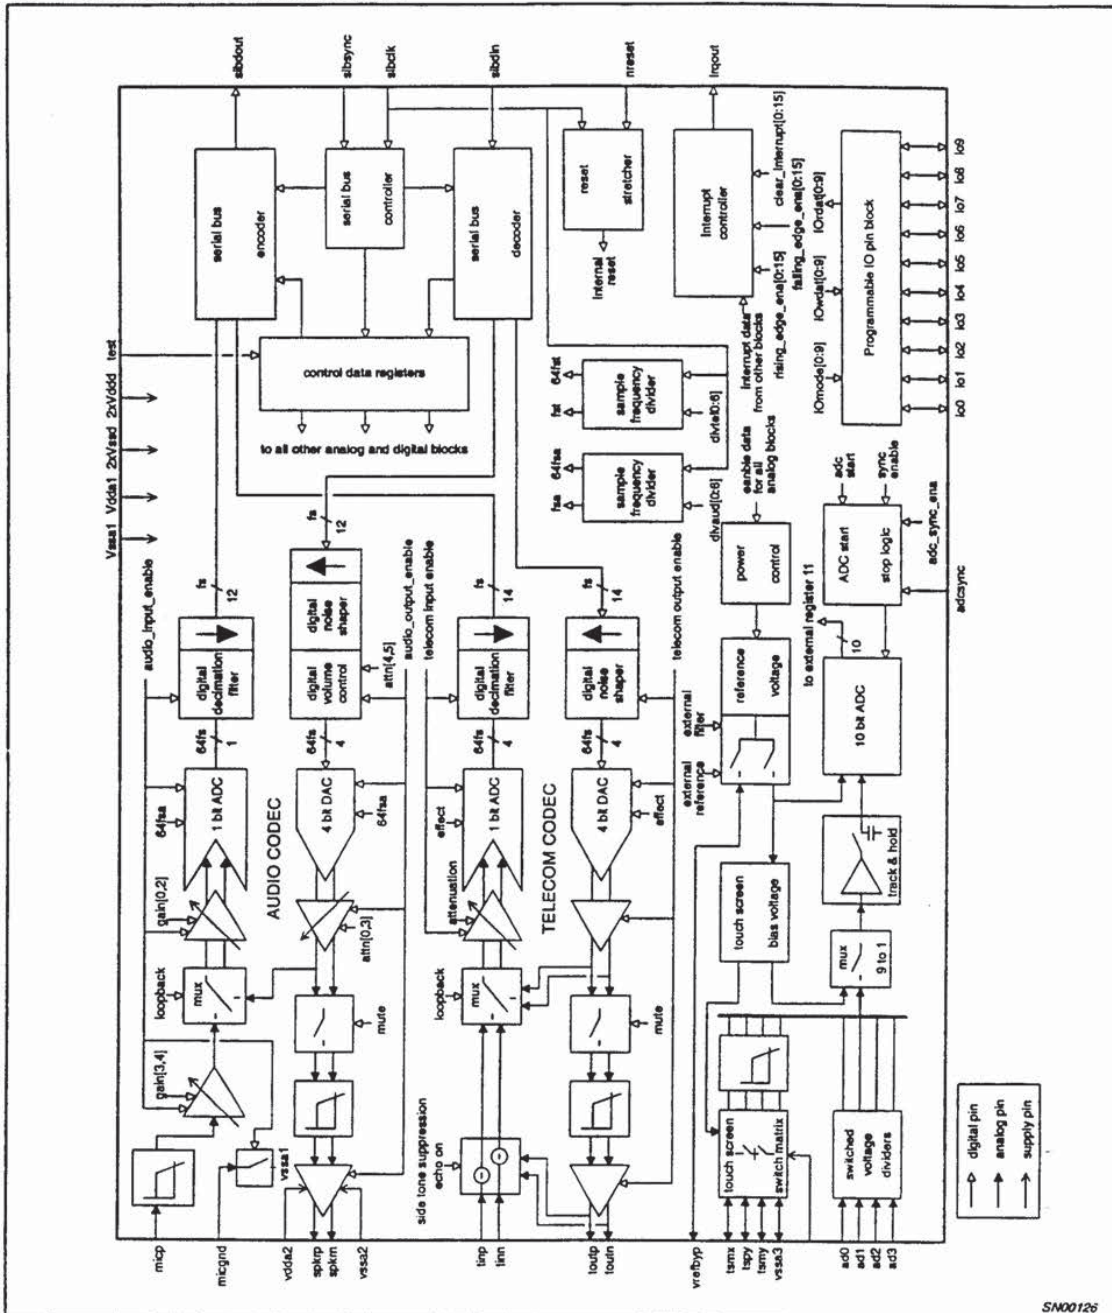 sibdout
sibsync
sibclk
sibdin
nreset
irqout
serial bus
encoder
serial bus
controller
serial bus
decoder
reset
stretcher
internal
reset
Interrupt
controller
clear_interrupt[0:15]
falling_edge_ena[0:15]
rising_edge_ena[0:15]
interrupt data
from other blocks
IOrdat[0:9]
IOwdat[0:9]
IOmode[0:9]
Programmable IO pin block
io9
io8
io7
io6
io5
io4
io3
io2
io1
io0
test
2xVddd
2xVssd
Vdda1
Vssa1
control data registers
to all other analog and digital blocks
64fst
fst
sample
frequency
divider
divtel0:6]
64fsa
fsa
sample
frequency
divider
divaud[0:6]
eanble data
for all
analog blocks
power
control
adc
start
sync
enable
ADC start
stop logic
adc_sync_ena
adcsync
audio_input_enable
fs
12
digital
decimation
filter
64fs
1
fs
12
digital
noise
shaper
digital
volume
control
attn[4,5]
audio_output_enable
64fs
4
telecom input enable
fs
14
digital
decimation
filter
64fs
4
fs
14
digital
noise
shaper
telecom output enable
64fs
4
external
filter
external
reference
reference
voltage
to external register 11
10
10 bit ADC
64fsa
1 bit ADC
gain[0,2]
AUDIO CODEC
4 bit DAC
64fsa
attn[0,3]
effect
1 bit ADC
attenuation
TELECOM CODEC
4 bit DAC
effect
touch screen
bias voltage
track & hold
loopback
mux
mute
loopback
mux
mute
mux
9 to 1
gain[3,4]
vssa1
side tone suppression
echo on
touch screen
switch matrix
switched
voltage
dividers
micp
micgnd
vdda2
spkrp
spkrn
vssa2
tinp
tinn
toutp
toutn
vrefbyp
tsmx
tspy
tsmy
vssa3
ad0
ad1
ad2
ad3
digital pin
analog pin
supply pin
SN00126